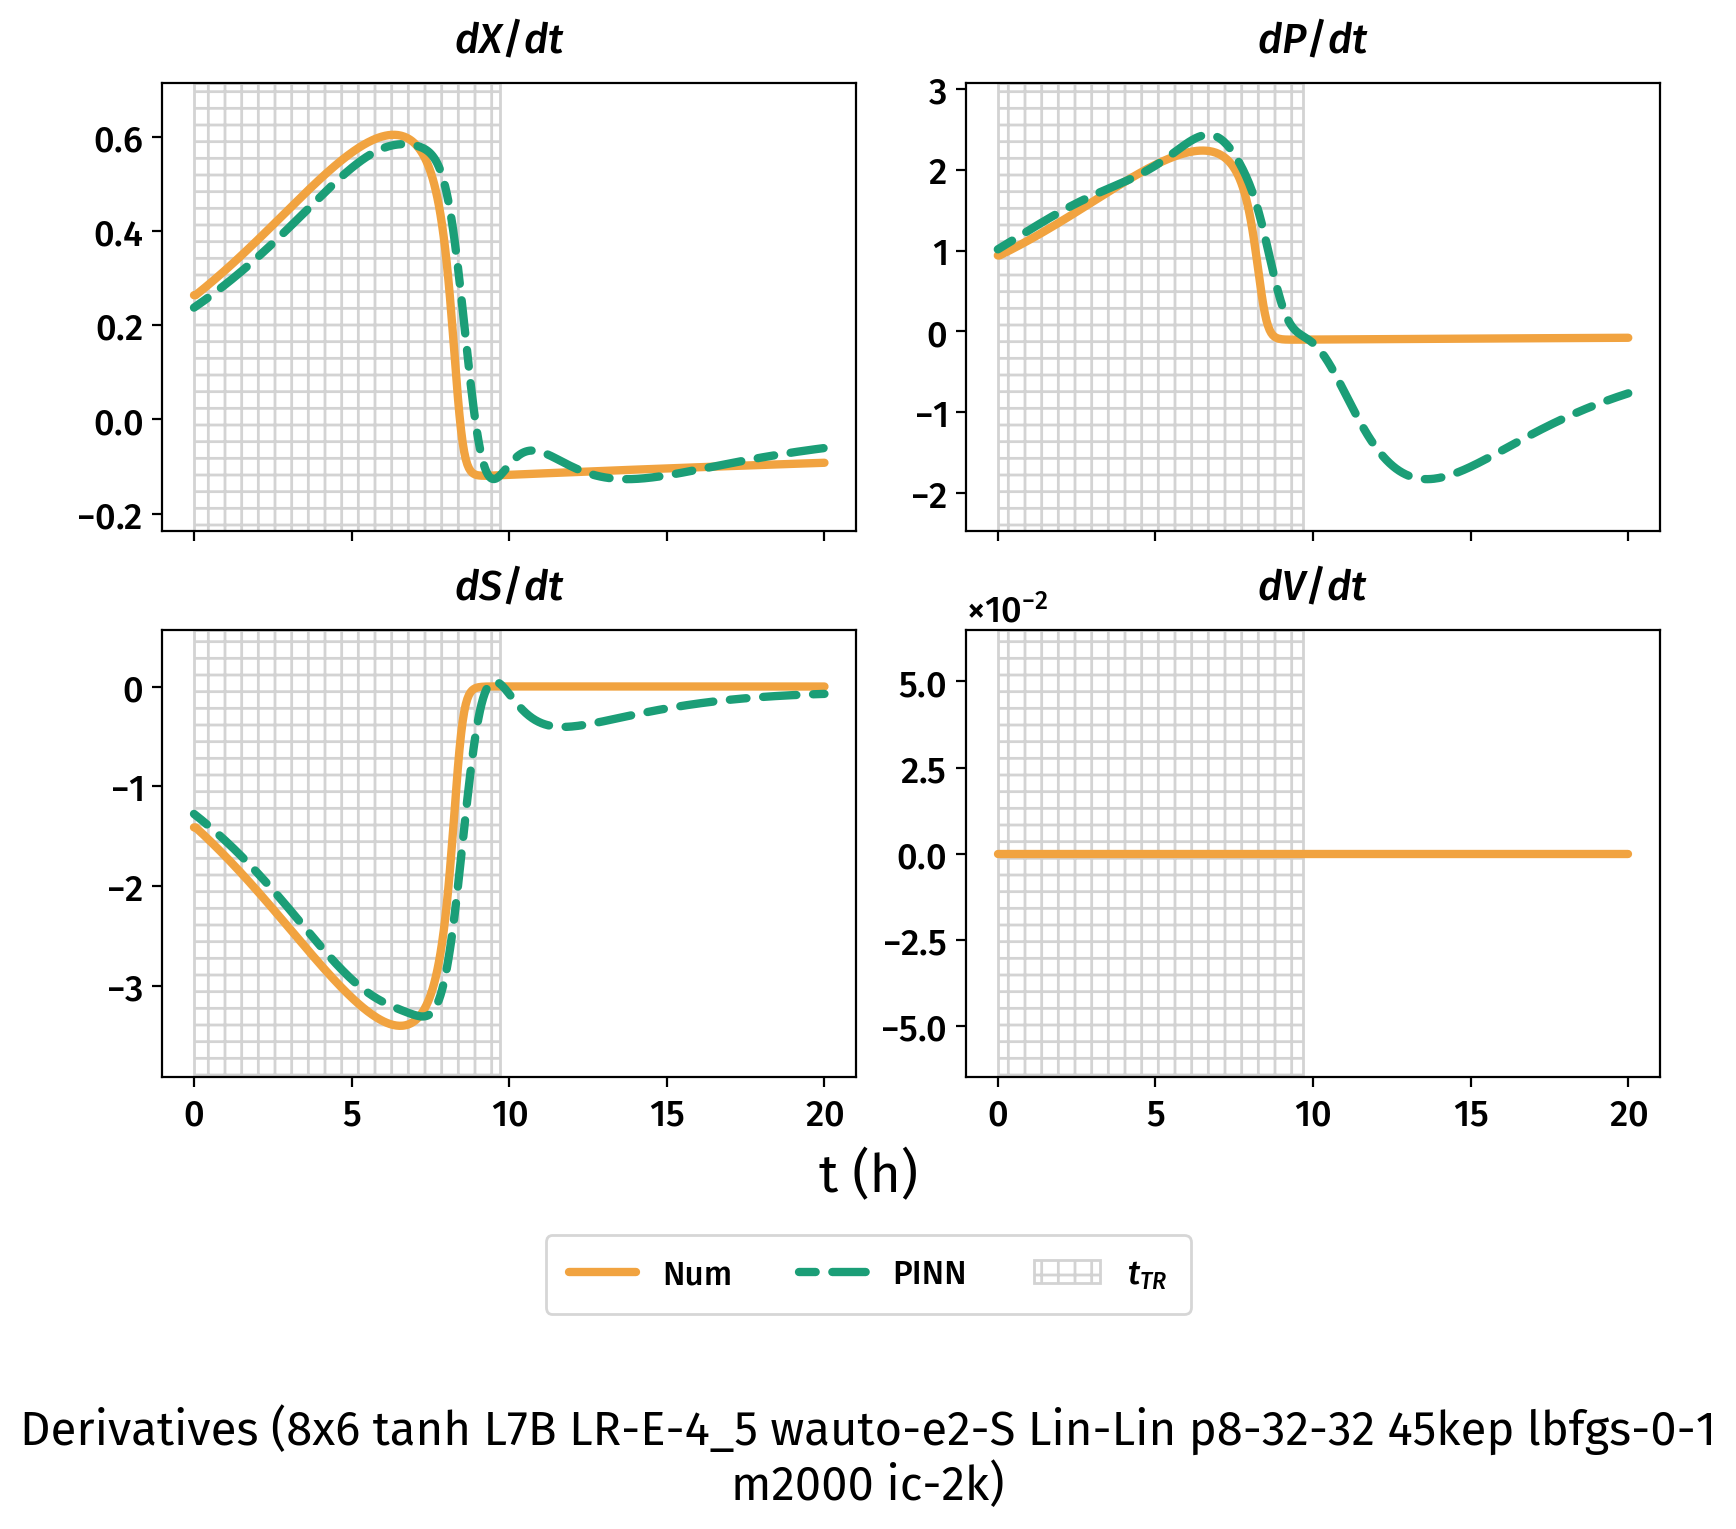 dX/dt
dP/dt
0.6
0.4
0.2
0.0
−0.2
3
2
1
0
−1
−2
dS/dt
dV/dt
×10⁻²
0
−1
−2
−3
5.0
2.5
0.0
−2.5
−5.0
0 5 10 15 20
0 5 10 15 20
t (h)
Num PINN t_TR
Derivatives (8x6 tanh L7B LR-E-4_5 wauto-e2-S Lin-Lin p8-32-32 45kep lbfgs-0-1
m2000 ic-2k)